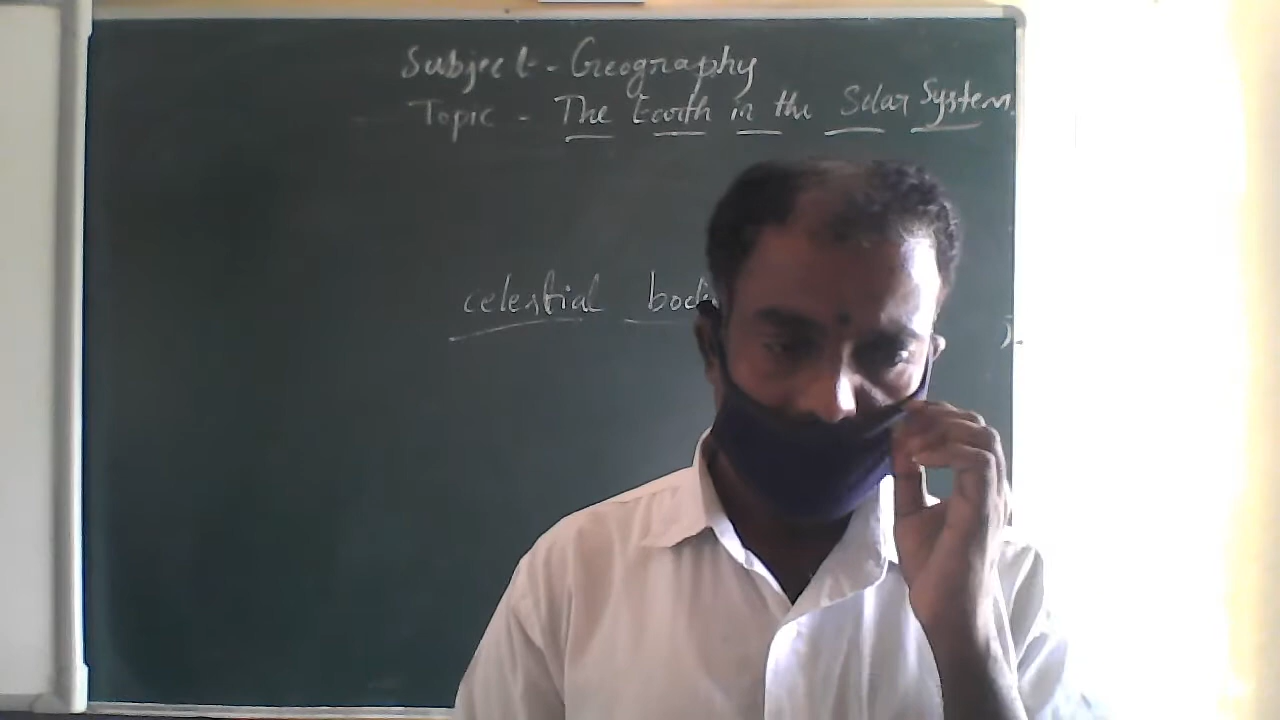 Subject - Geography
Topic - The Earth in the Solar System.
celestial